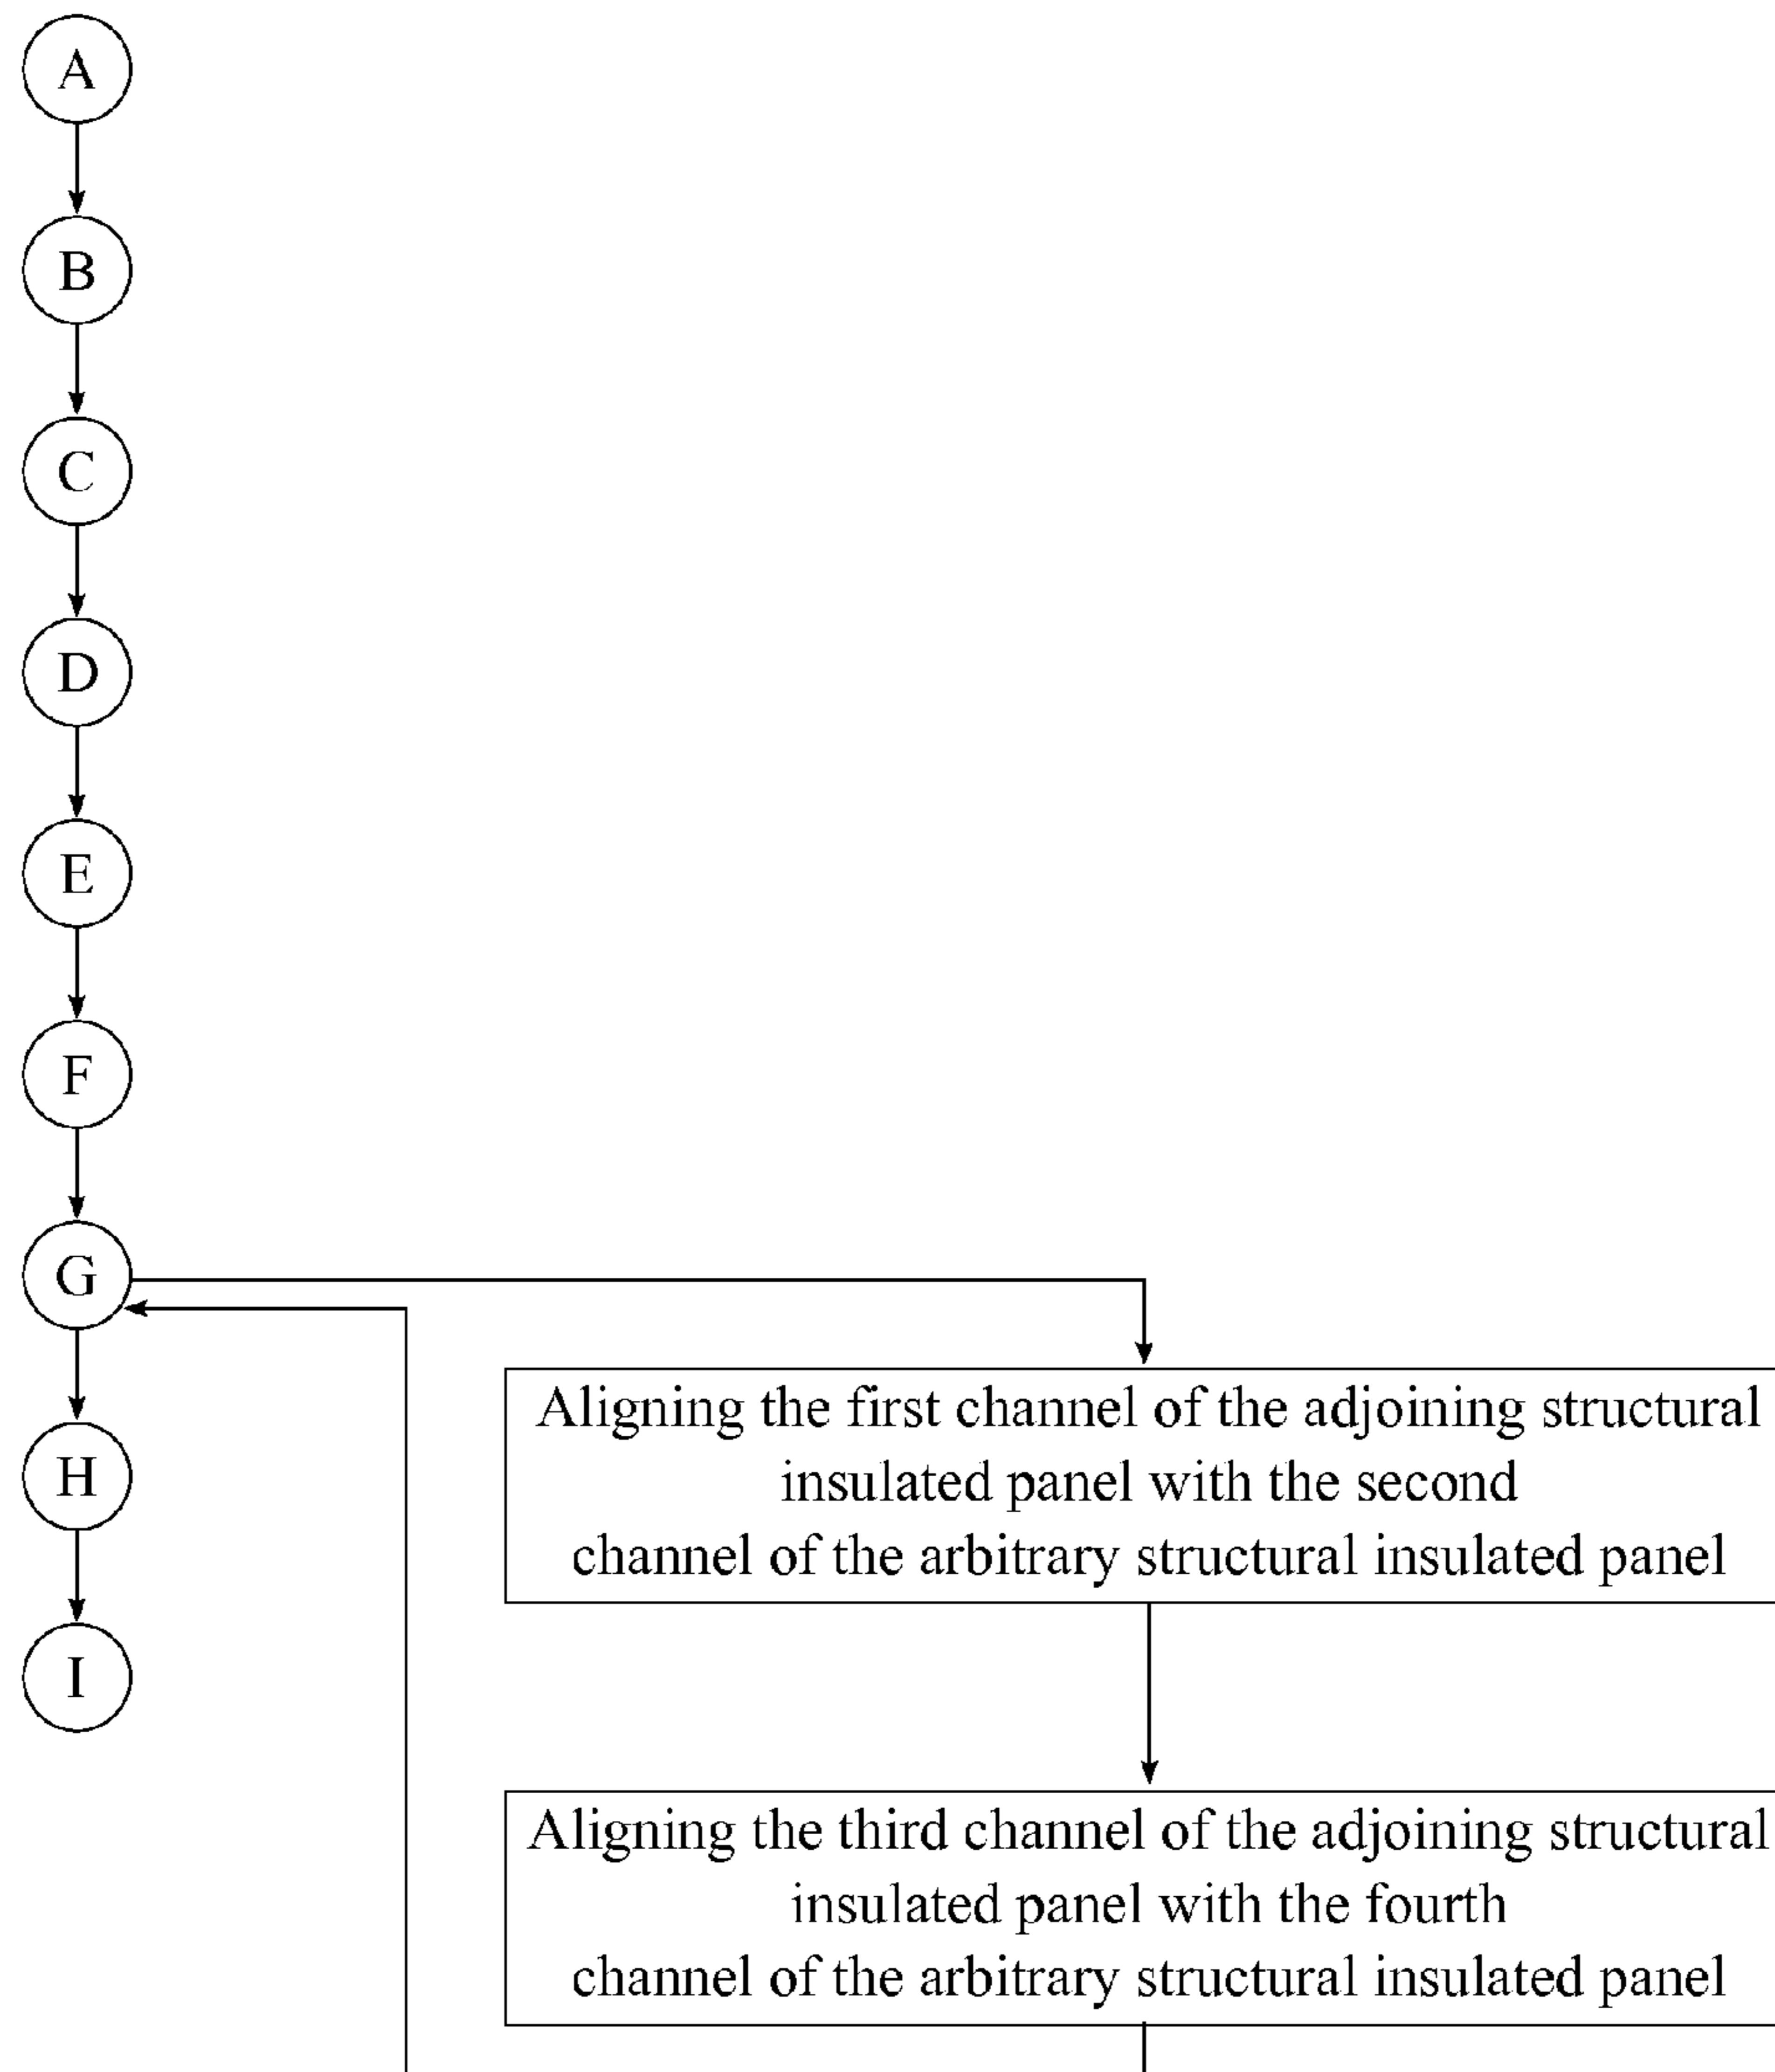 A
B
C
D
E
F
G
H
I
Aligning the first channel of the adjoining structural
insulated panel with the second
channel of the arbitrary structural insulated panel
Aligning the third channel of the adjoining structural
insulated panel with the fourth
channel of the arbitrary structural insulated panel